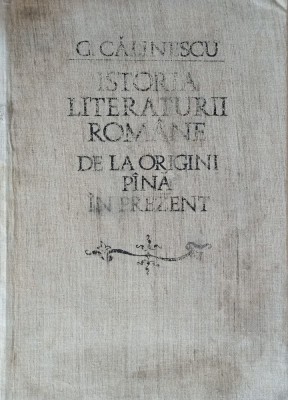 G. CĂLINESCU
ISTORIA
LITERATURII
ROMÂNE
DE LA ORIGINI
PÎNĂ
ÎN PREZENT